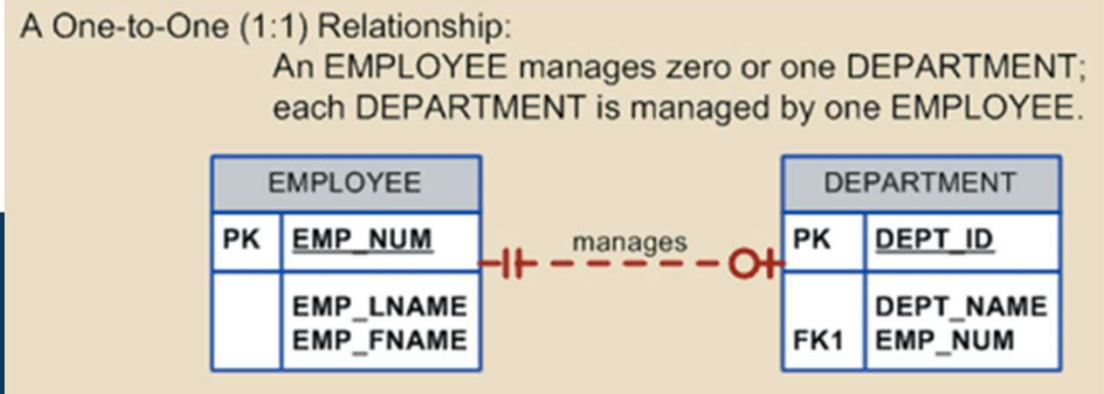 A One-to-One (1:1) Relationship:
An EMPLOYEE manages zero or one DEPARTMENT;
each DEPARTMENT is managed by one EMPLOYEE.
EMPLOYEE
PK EMP_NUM
EMP_LNAME
EMP_FNAME
manages
DEPARTMENT
PK DEPT_ID
DEPT_NAME
FK1 EMP_NUM